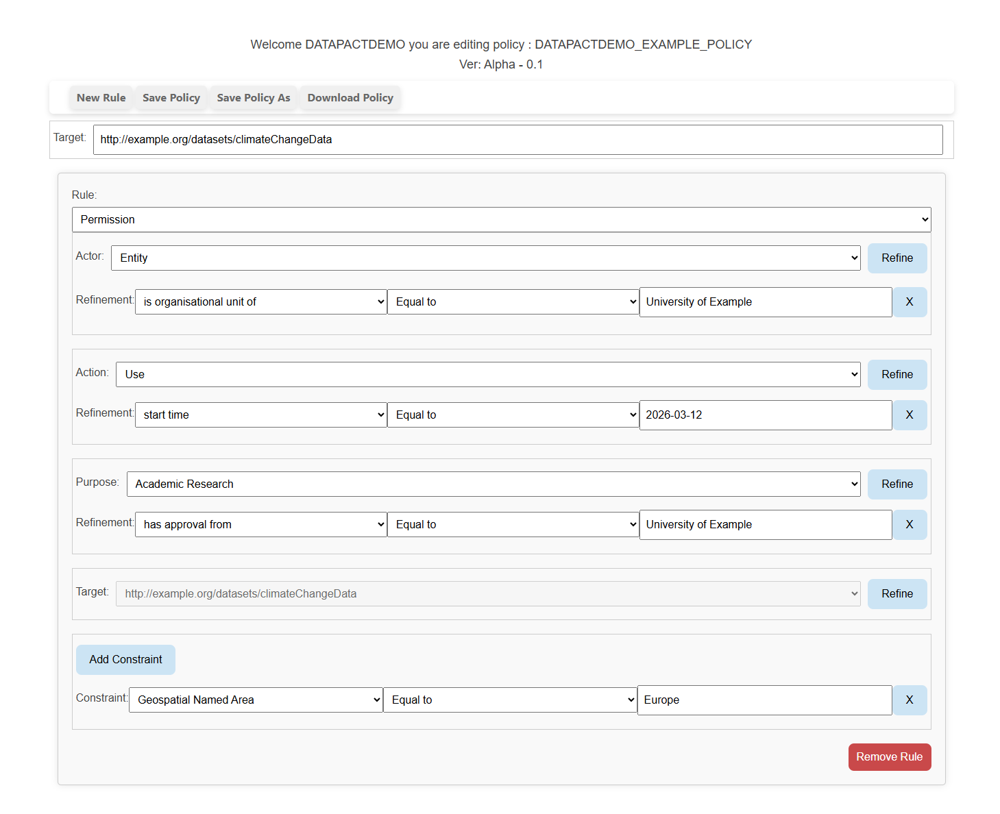 Welcome DATAPACTDEMO you are editing policy : DATAPACTDEMO_EXAMPLE_POLICY
Ver: Alpha - 0.1
New Rule Save Policy Save Policy As Download Policy
Target: http://example.org/datasets/climateChangeData
Rule:
Permission
Actor: Entity Refine
Refinement: is organisational unit of Equal to University of Example X
Action: Use Refine
Refinement: start time Equal to 2026-03-12 X
Purpose: Academic Research Refine
Refinement: has approval from Equal to University of Example X
Target: http://example.org/datasets/climateChangeData Refine
Add Constraint
Constraint: Geospatial Named Area Equal to Europe X
Remove Rule